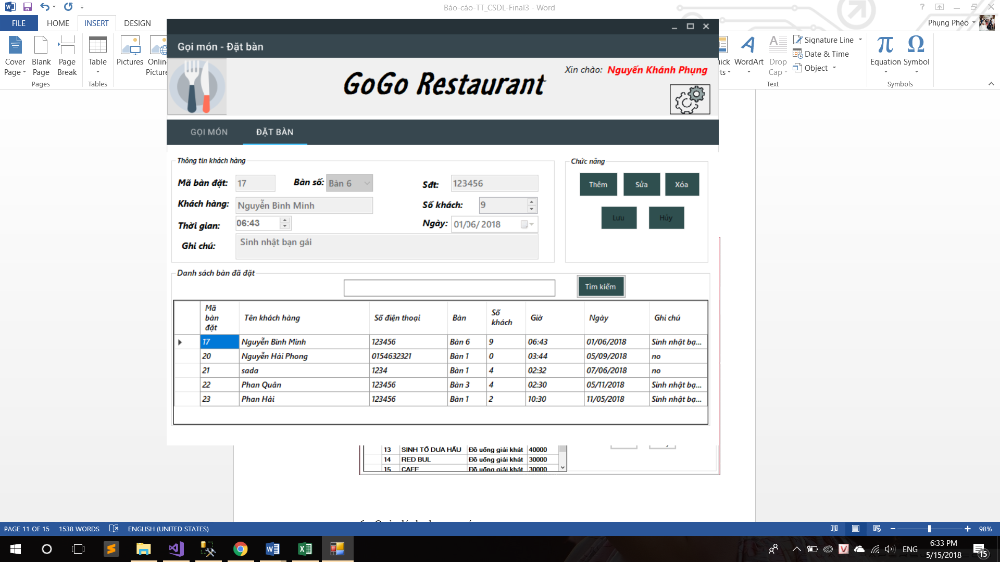 Báo-cáo-TT_CSDL-Final3 - Word
FILE HOME INSERT DESIGN
Phụng Phèo
Cover Page
Blank Page
Page Break
Pages
Table
Tables
Pictures
Signature Line
Date & Time
Object
WordArt
Drop Cap
Text
Equation
Symbol
Symbols
Gọi món - Đặt bàn
GoGo Restaurant
Xin chào: Nguyễn Khánh Phụng
GỌI MÓN ĐẶT BÀN
Thông tin khách hàng
Mã bàn đặt: 17 Bàn số: Bàn 6 Sđt: 123456
Khách hàng: Nguyễn Bình Minh Số khách: 9
Thời gian: 06:43 Ngày: 01/06/2018
Ghi chú: Sinh nhật bạn gái
Chức năng
Thêm Sửa Xóa
Lưu Hủy
Danh sách bàn đã đặt
Tìm kiếm
Mã bàn đặt Tên khách hàng Số điện thoại Bàn Số khách Giờ Ngày Ghi chú
17 Nguyễn Bình Minh 123456 Bàn 6 9 06:43 01/06/2018 Sinh nhật bạ...
20 Nguyễn Hải Phong 0154632321 Bàn 1 0 03:44 05/09/2018 no
21 sada 1234 Bàn 1 4 02:32 07/06/2018 no
22 Phan Quân 123456 Bàn 3 4 02:30 05/11/2018 Sinh nhật bạ...
23 Phan Hải 123456 Bàn 1 2 10:30 11/05/2018 Sinh nhật bạ...
13 SINH TỐ DƯA HẤU Đồ uống giải khát 40000
14 RED BUL Đồ uống giải khát 30000
15 CAFE Đồ uống giải khát 30000
PAGE 11 OF 15 1538 WORDS ENGLISH (UNITED STATES) 98%
ENG
6:33 PM
5/15/2018
15